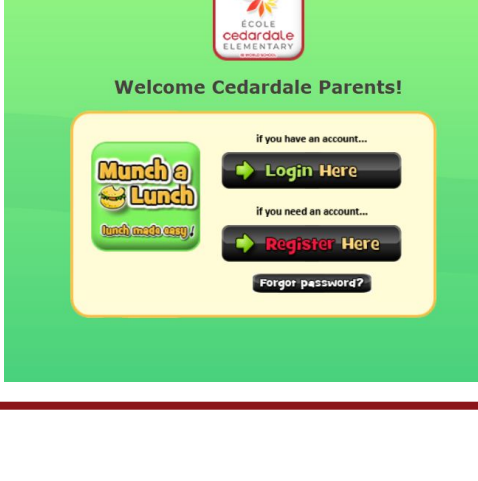 ÉCOLE
cedardale
ELEMENTARY
Welcome Cedardale Parents!
if you have an account...
Munch a
Lunch
lunch made easy!
Login Here
if you need an account...
Register Here
Forgot password?